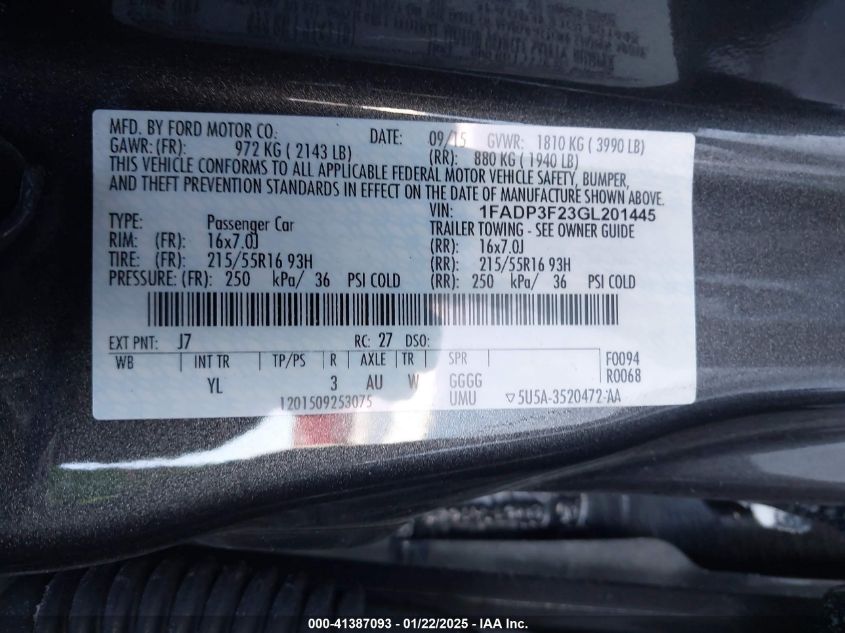 MFD. BY FORD MOTOR CO. DATE: 09/15 GVWR: 1810 KG ( 3990 LB)
GAWR: (FR): 972 KG ( 2143 LB) (RR): 880 KG ( 1940 LB)
THIS VEHICLE CONFORMS TO ALL APPLICABLE FEDERAL MOTOR VEHICLE SAFETY, BUMPER,
AND THEFT PREVENTION STANDARDS IN EFFECT ON THE DATE OF MANUFACTURE SHOWN ABOVE.
VIN: 1FADP3F23GL201445
TYPE: Passenger Car TRAILER TOWING - SEE OWNER GUIDE
RIM: (FR): 16x7.0J (RR): 16x7.0J
TIRE: (FR): 215/55R16 93H (RR): 215/55R16 93H
PRESSURE: (FR): 250 kPa/ 36 PSI COLD (RR): 250 kPa/ 36 PSI COLD
EXT PNT: J7 RC: 27 DSO:
WB INT TR TP/PS R AXLE TR SPR F0094
YL 3 AU W GGGG R0068
1201509253075 UMU ▽5U5A-3520472-AA
000-41387093 - 01/22/2025 - IAA Inc.